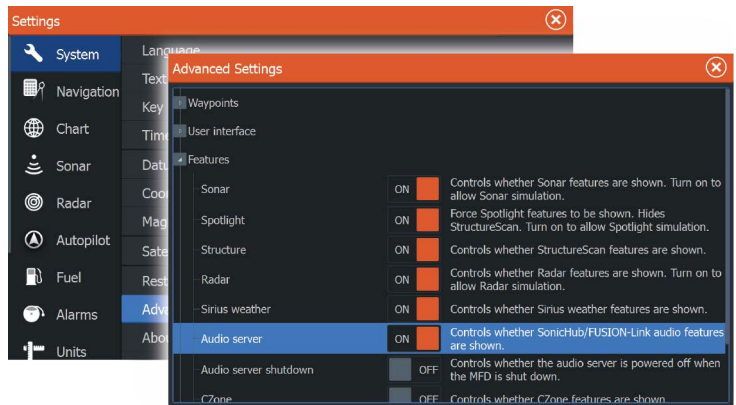 Settings
System
Navigation
Chart
Sonar
Radar
Autopilot
Fuel
Alarms
Units
Language
Text
Key
Time
Satel
Rest
Adva
Abou
Advanced Settings
Waypoints
User interface
Features
Sonar ON Controls whether Sonar features are shown. Turn on to
allow Sonar simulation.
Spotlight ON Force Spotlight features to be shown. Hides
StructureScan. Turn on to allow Spotlight simulation.
Structure ON Controls whether StructureScan features are shown.
Radar ON Controls whether Radar features are shown. Turn on to
allow Radar simulation.
Sirius weather ON Controls whether Sirius weather features are shown.
Audio server ON Controls whether SonicHub/FUSION-Link audio features
are shown.
Audio server shutdown OFF Controls whether the audio server is powered off when
the MFD is shut down.
CZone OFF Controls whether CZone features are shown